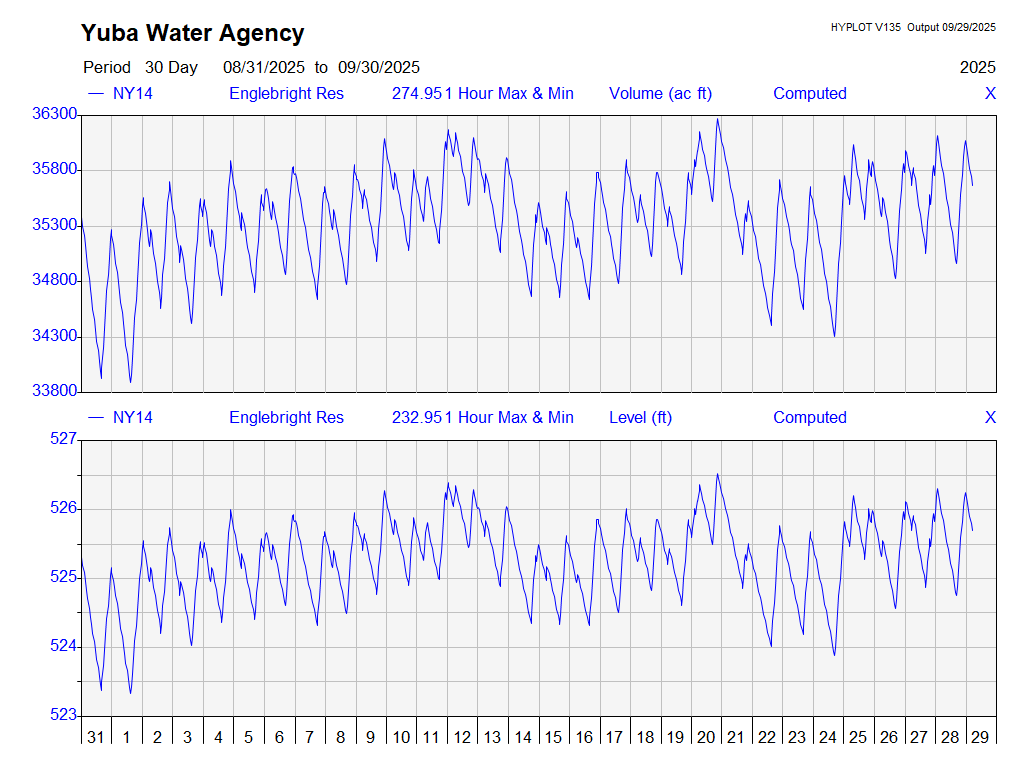 Yuba Water Agency
HYPLOT V135 Output 09/29/2025
Period 30 Day 08/31/2025 to 09/30/2025 2025
NY14 Englebright Res 274.951 Hour Max & Min Volume (ac ft) Computed X
36300
35800
35300
34800
34300
33800
NY14 Englebright Res 232.951 Hour Max & Min Level (ft) Computed X
527
526
525
524
523
31 1 2 3 4 5 6 7 8 9 10 11 12 13 14 15 16 17 18 19 20 21 22 23 24 25 26 27 28 29